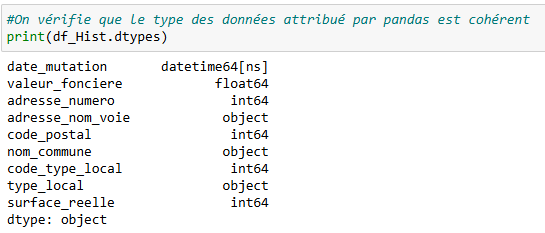 #On vérifie que le type des données attribué par pandas est cohérent
print(df_Hist.dtypes)
date_mutation datetime64[ns]
valeur_fonciere float64
adresse_numero int64
adresse_nom_voie object
code_postal int64
nom_commune object
code_type_local int64
type_local object
surface_reelle int64
dtype: object